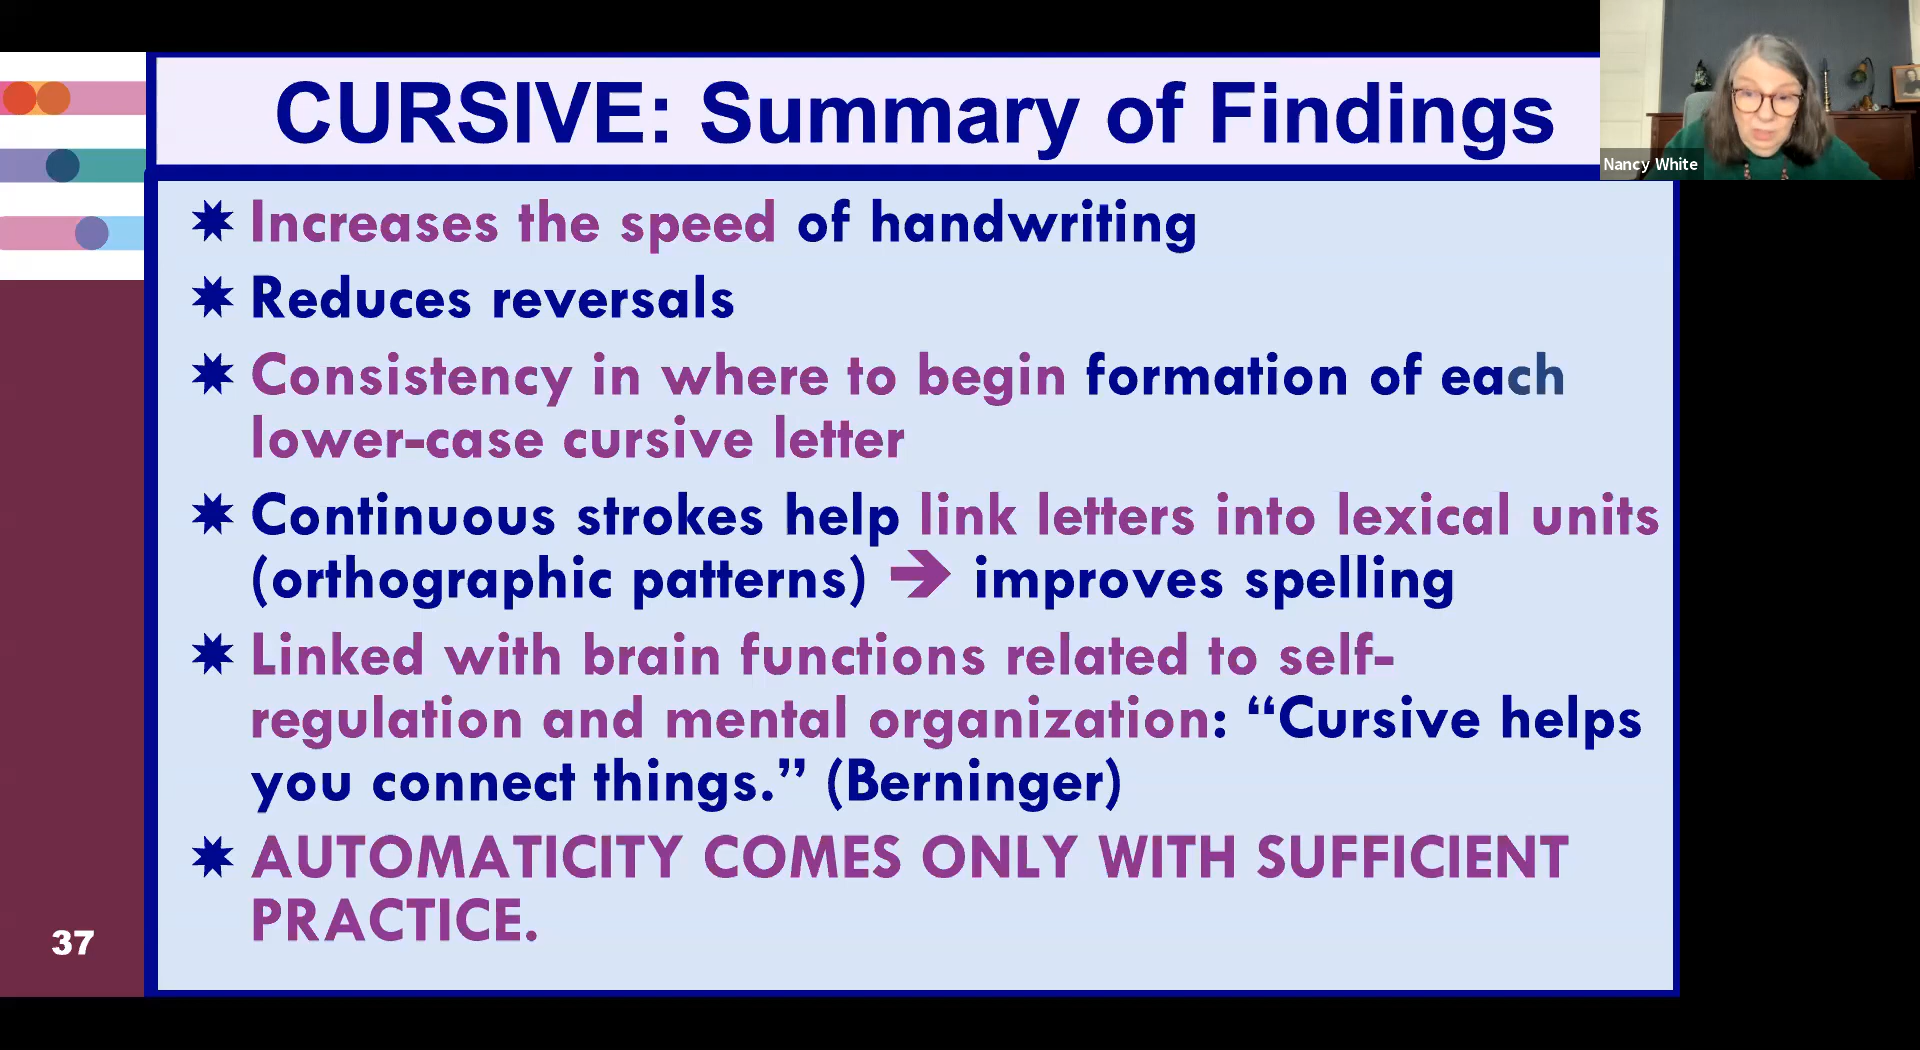 CURSIVE: Summary of Findings
Nancy White
✷ Increases the speed of handwriting
✷ Reduces reversals
✷ Consistency in where to begin formation of each
lower-case cursive letter
✷ Continuous strokes help link letters into lexical units
(orthographic patterns) ➔ improves spelling
✷ Linked with brain functions related to self-
regulation and mental organization: “Cursive helps
you connect things.” (Berninger)
✷ AUTOMATICITY COMES ONLY WITH SUFFICIENT
PRACTICE.
37